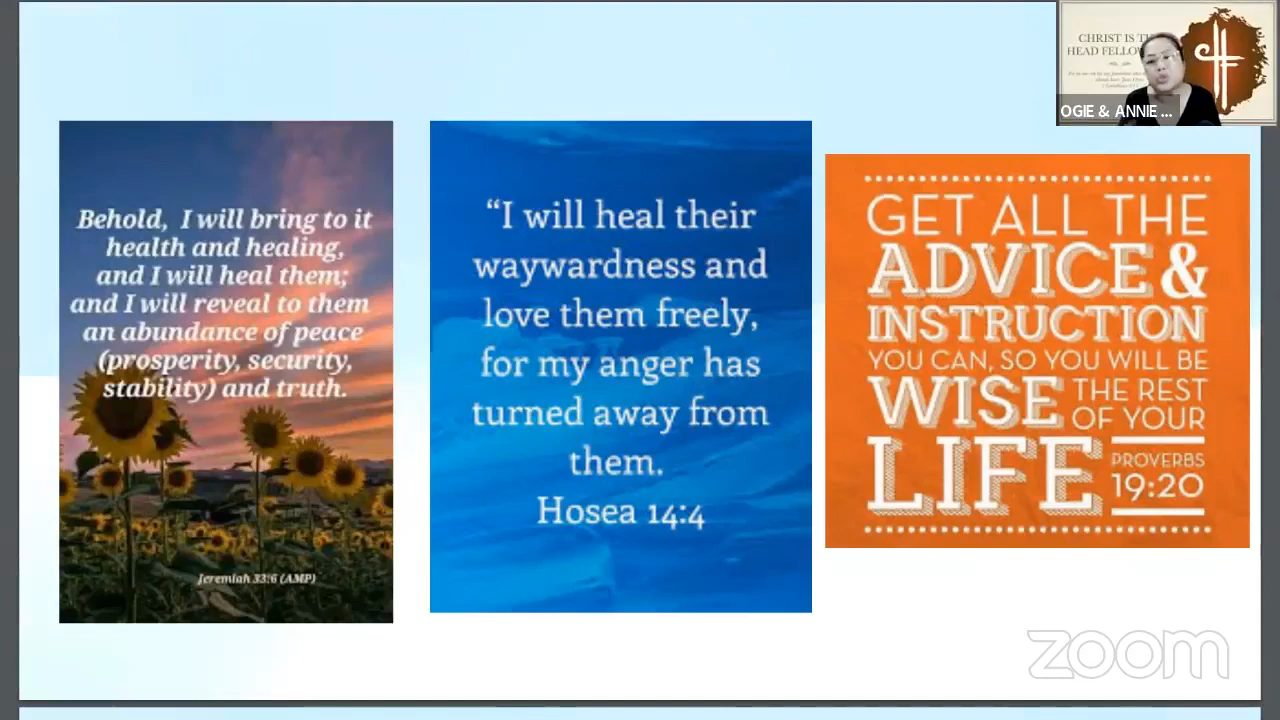 Behold, I will bring to it
health and healing,
and I will heal them;
and I will reveal to them
an abundance of peace
(prosperity, security,
stability) and truth.
Jeremiah 33:6 (AMP)
“I will heal their
waywardness and
love them freely,
for my anger has
turned away from
them.
Hosea 14:4
GET ALL THE
ADVICE &
INSTRUCTION
YOU CAN, SO YOU WILL BE
WISE THE REST
OF YOUR
LIFE PROVERBS
19:20
CHRIST IS TH
HEAD FELLOW
OGIE & ANNIE ...
zoom